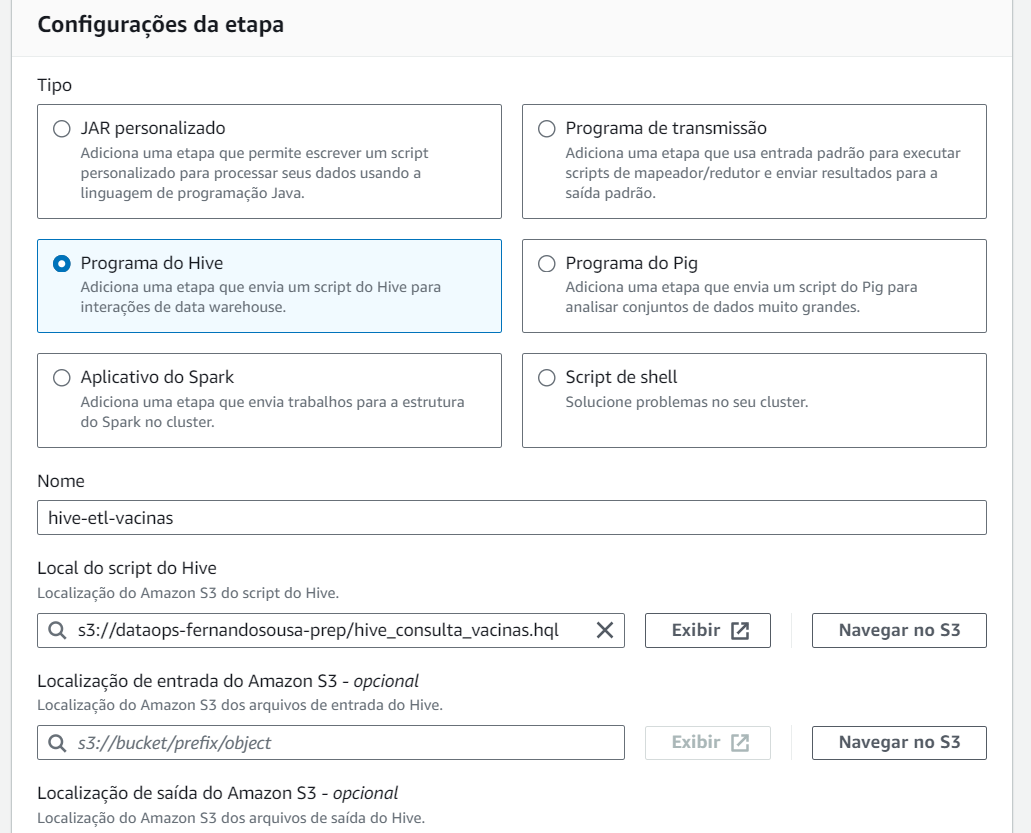 Configurações da etapa
Tipo
JAR personalizado
Adiciona uma etapa que permite escrever um script
personalizado para processar seus dados usando a
linguagem de programação Java.
Programa de transmissão
Adiciona uma etapa que usa entrada padrão para executar
scripts de mapeador/redutor e enviar resultados para a
saída padrão.
Programa do Hive
Adiciona uma etapa que envia um script do Hive para
interações de data warehouse.
Programa do Pig
Adiciona uma etapa que envia um script do Pig para
analisar conjuntos de dados muito grandes.
Aplicativo do Spark
Adiciona uma etapa que envia trabalhos para a estrutura
do Spark no cluster.
Script de shell
Solucione problemas no seu cluster.
Nome
hive-etl-vacinas
Local do script do Hive
Localização do Amazon S3 do script do Hive.
s3://dataops-fernandosousa-prep/hive_consulta_vacinas.hql
Exibir
Navegar no S3
Localização de entrada do Amazon S3 - opcional
Localização do Amazon S3 dos arquivos de entrada do Hive.
s3://bucket/prefix/object
Exibir
Navegar no S3
Localização de saída do Amazon S3 - opcional
Localização do Amazon S3 dos arquivos de saída do Hive.